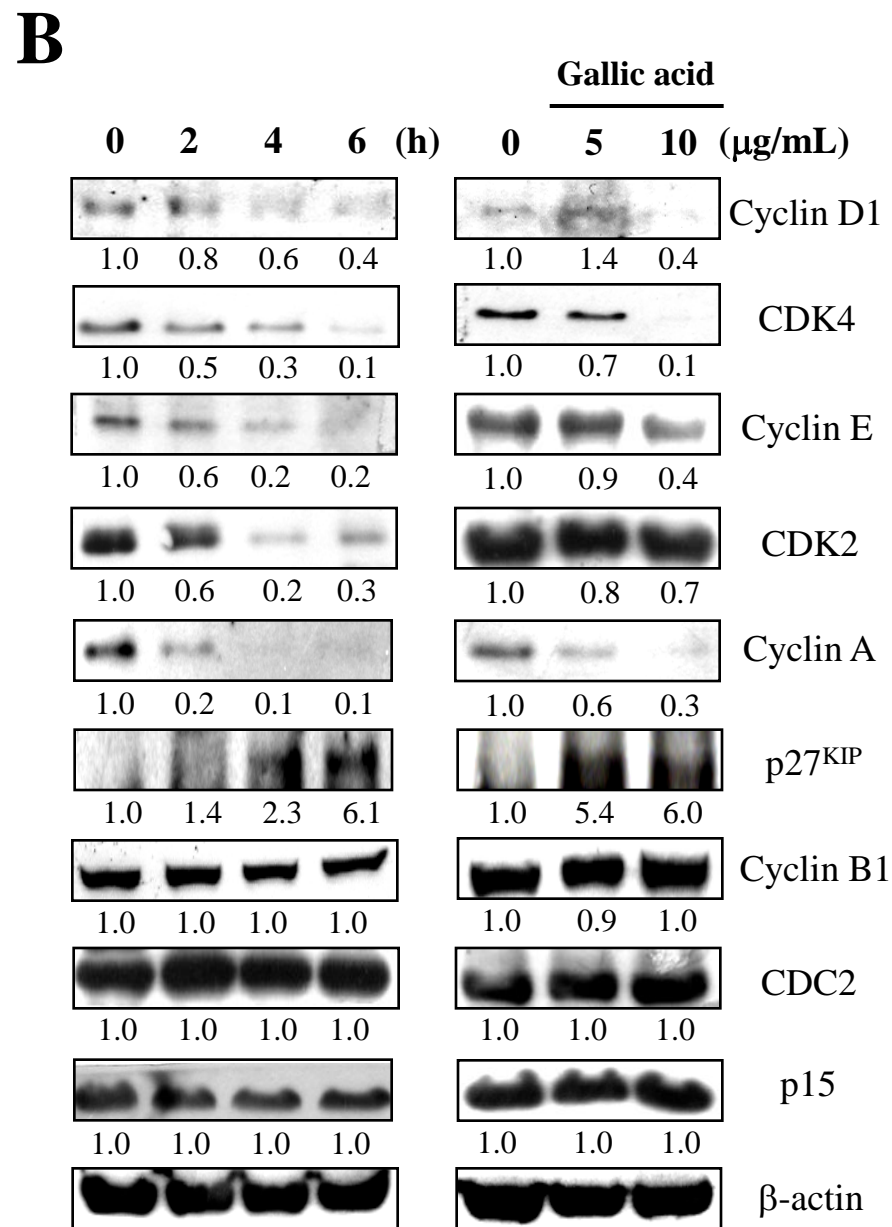 B
Gallic acid
0 2 4 6 (h) 0 5 10 (μg/mL)
Cyclin D1
1.0 0.8 0.6 0.4 1.0 1.4 0.4
CDK4
1.0 0.5 0.3 0.1 1.0 0.7 0.1
Cyclin E
1.0 0.6 0.2 0.2 1.0 0.9 0.4
CDK2
1.0 0.6 0.2 0.3 1.0 0.8 0.7
Cyclin A
1.0 0.2 0.1 0.1 1.0 0.6 0.3
p27KIP
1.0 1.4 2.3 6.1 1.0 5.4 6.0
Cyclin B1
1.0 1.0 1.0 1.0 1.0 0.9 1.0
CDC2
1.0 1.0 1.0 1.0 1.0 1.0 1.0
p15
1.0 1.0 1.0 1.0 1.0 1.0 1.0
β-actin